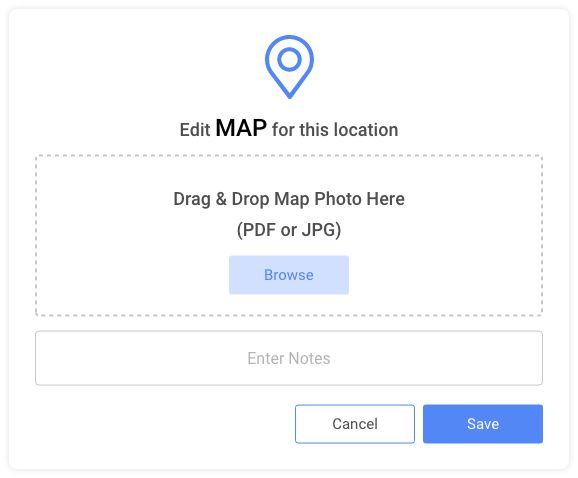 Edit MAP for this location
Drag & Drop Map Photo Here
(PDF or JPG)
Browse
Enter Notes
Cancel
Save